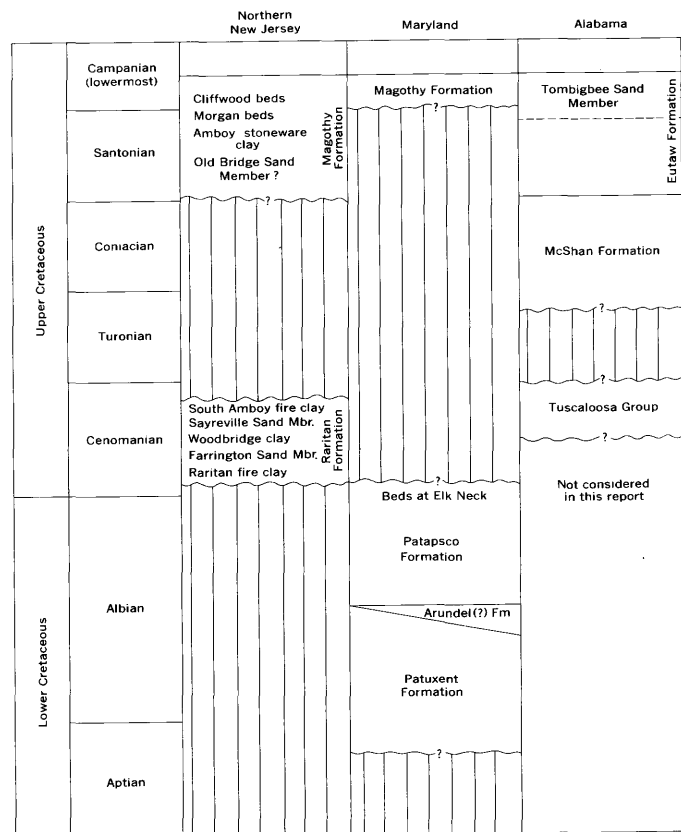 Northern
New Jersey
Maryland
Alabama
Upper Cretaceous
Lower Cretaceous
Campanian
(lowermost)
Santonian
Coniacian
Turonian
Cenomanian
Albian
Aptian
Cliffwood beds
Morgan beds
Amboy stoneware
clay
Old Bridge Sand
Member ?
Magothy
Formation
?
South Amboy fire clay
Sayreville Sand Mbr.
Woodbridge clay
Farrington Sand Mbr.
Raritan fire clay
Raritan
Formation
?
Magothy Formation
?
?
Beds at Elk Neck
Patapsco
Formation
Arundel(?) Fm
Patuxent
Formation
?
Tombigbee Sand
Member
Eutaw Formation
McShan Formation
?
?
Tuscaloosa Group
?
Not considered
in this report